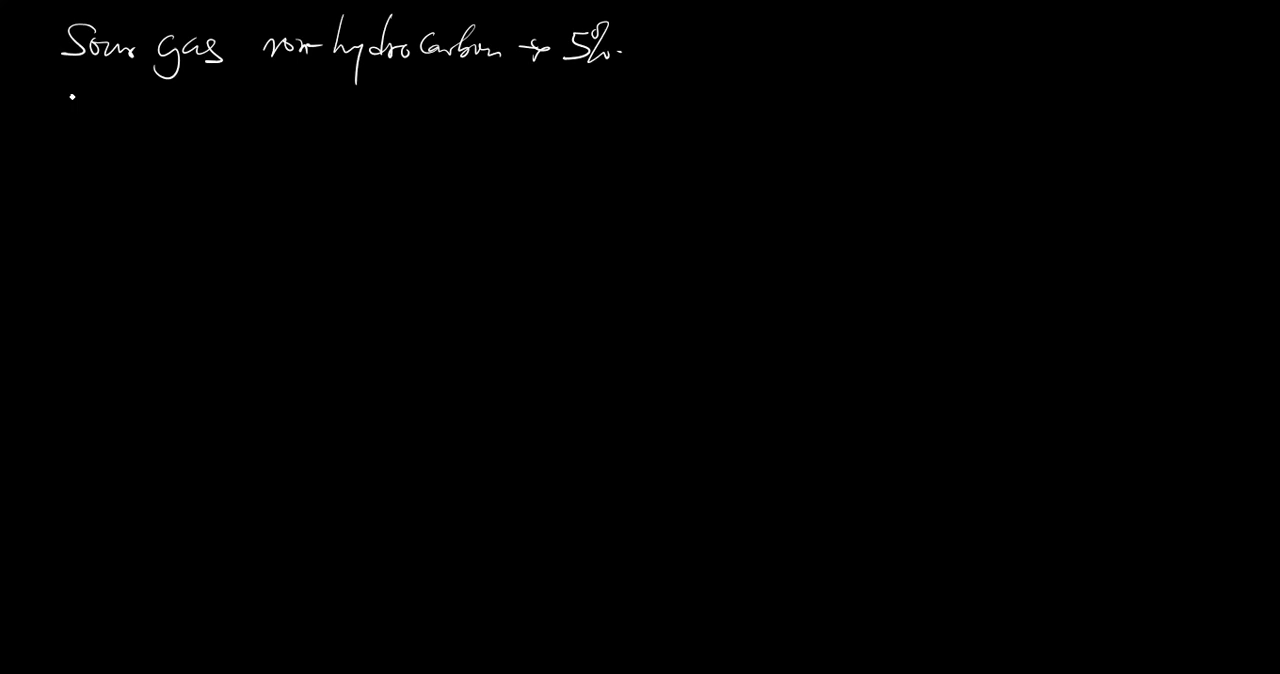 Sour gas non-hydrocarbon → 5%.